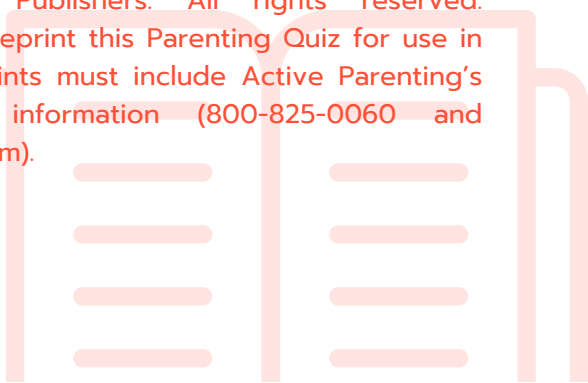 Publishers. All rights reserved.
eprint this Parenting Quiz for use in
ints must include Active Parenting’s
information (800-825-0060 and
m).